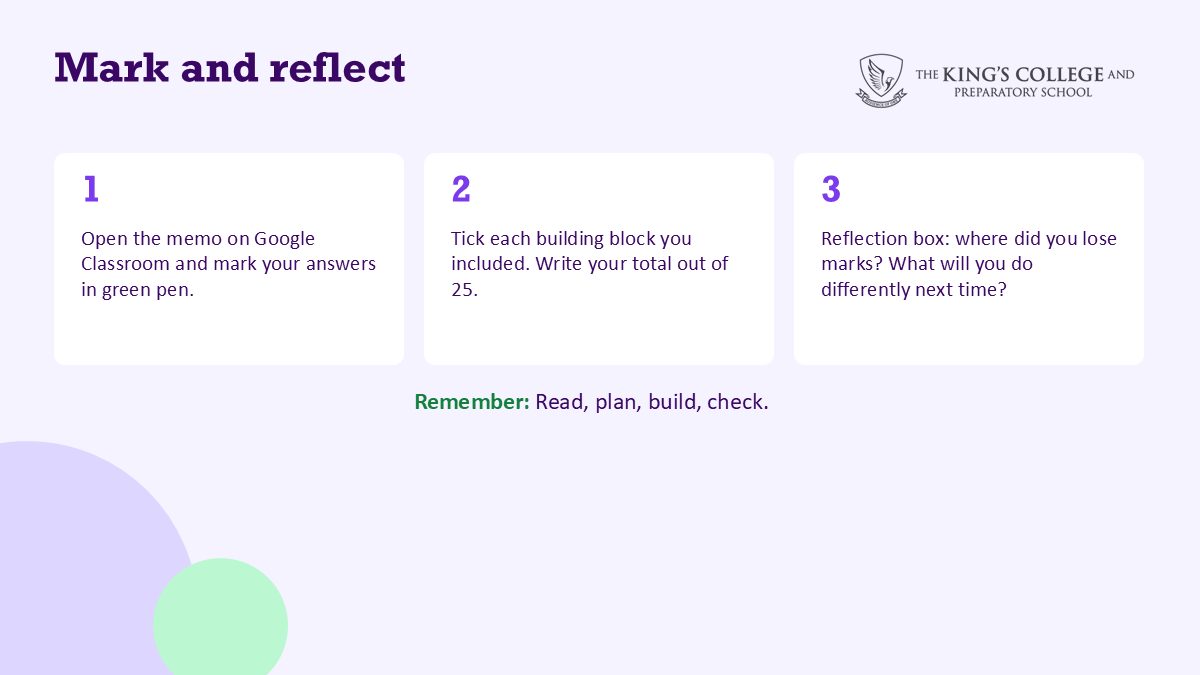 Mark and reflect
THE KING'S COLLEGE AND
PREPARATORY SCHOOL
1
Open the memo on Google
Classroom and mark your answers
in green pen.
2
Tick each building block you
included. Write your total out of
25.
3
Reflection box: where did you lose
marks? What will you do
differently next time?
Remember: Read, plan, build, check.